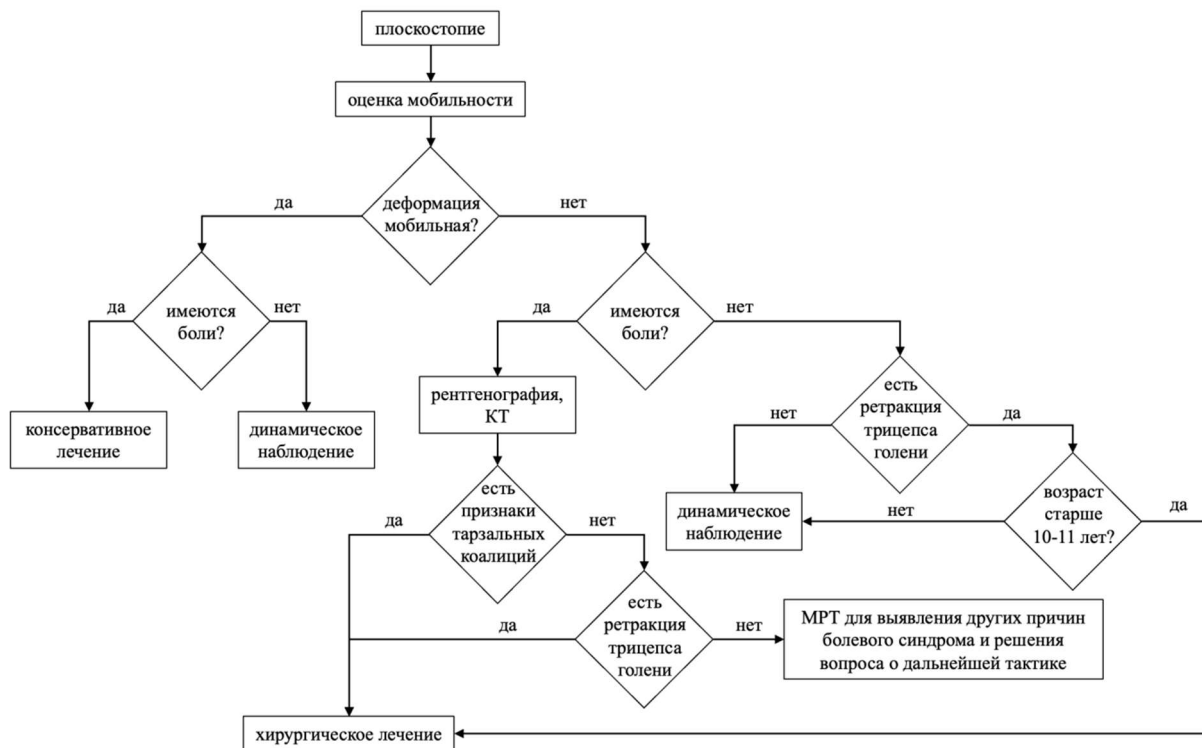 плоскостопие
оценка мобильности
деформация
мобильная?
да
нет
имеются
боли?
да
нет
имеются
боли?
да
нет
консервативное
лечение
динамическое
наблюдение
рентгенография,
КТ
есть
ретракция
трицепса
голени
нет
да
есть
признаки
тарзальных
коалиций
да
нет
динамическое
наблюдение
возраст
старше
10-11 лет?
нет
да
есть
ретракция
трицепса
голени
да
нет
МРТ для выявления других причин
болевого синдрома и решения
вопроса о дальнейшей тактике
хирургическое лечение